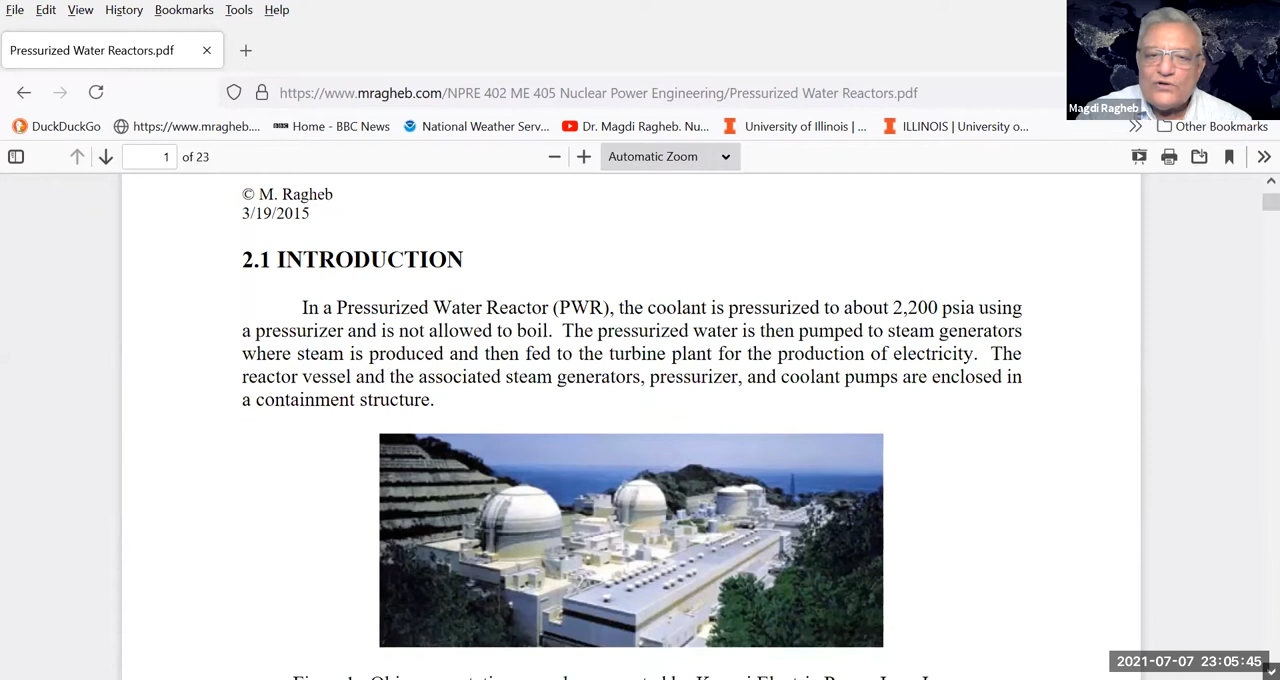 File Edit View History Bookmarks Tools Help
Pressurized Water Reactors.pdf
https://www.mragheb.com/NPRE 402 ME 405 Nuclear Power Engineering/Pressurized Water Reactors.pdf
Magdi Ragheb
DuckDuckGo https://www.mragheb.... BBC Home - BBC News National Weather Serv... Dr. Magdi Ragheb. Nu... University of Illinois |... ILLINOIS | University o... Other Bookmarks
1 of 23 Automatic Zoom
© M. Ragheb
3/19/2015
2.1 INTRODUCTION
In a Pressurized Water Reactor (PWR), the coolant is pressurized to about 2,200 psia using
a pressurizer and is not allowed to boil. The pressurized water is then pumped to steam generators
where steam is produced and then fed to the turbine plant for the production of electricity. The
reactor vessel and the associated steam generators, pressurizer, and coolant pumps are enclosed in
a containment structure.
2021-07-07 23:05:45